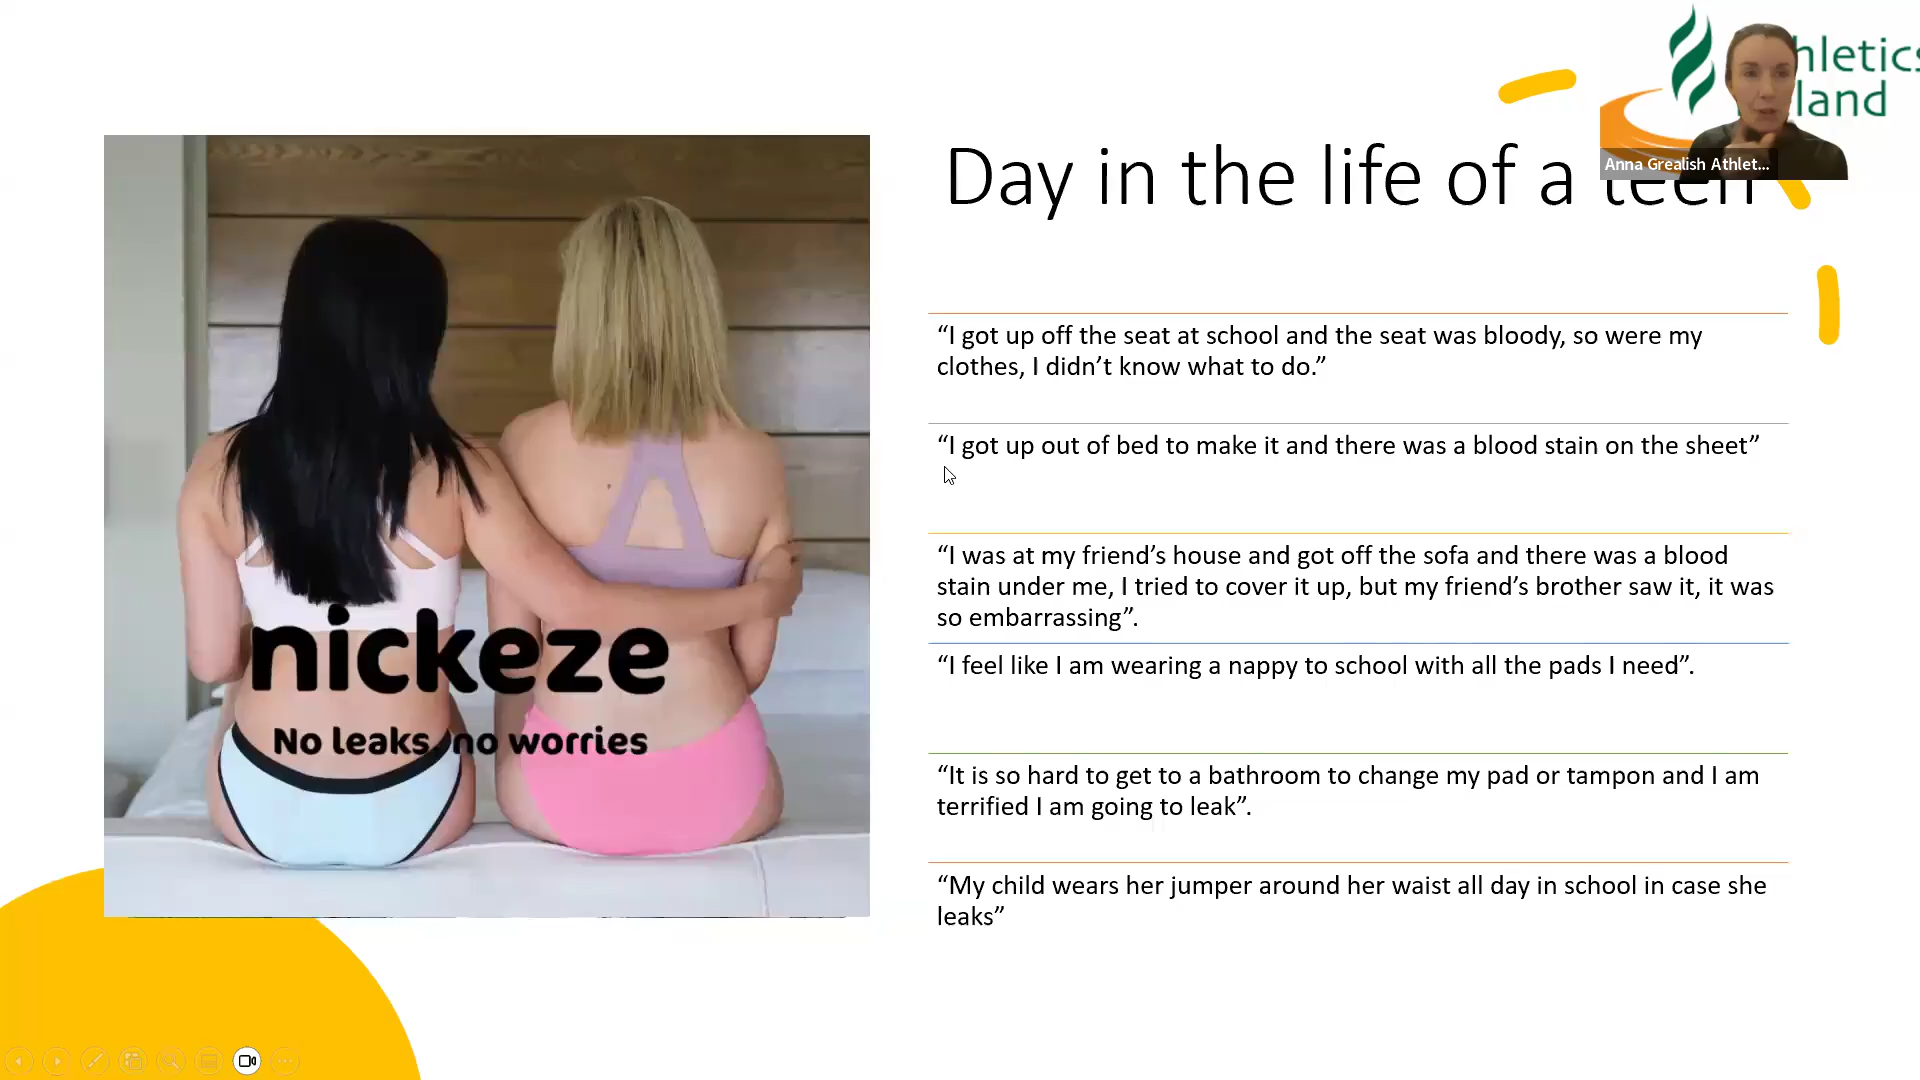 hletics
land
Anna Grealish Athlet...
Day in the life of a teen
“I got up off the seat at school and the seat was bloody, so were my
clothes, I didn’t know what to do.”
“I got up out of bed to make it and there was a blood stain on the sheet”
“I was at my friend’s house and got off the sofa and there was a blood
stain under me, I tried to cover it up, but my friend’s brother saw it, it was
so embarrassing”.
“I feel like I am wearing a nappy to school with all the pads I need”.
“It is so hard to get to a bathroom to change my pad or tampon and I am
terrified I am going to leak”.
“My child wears her jumper around her waist all day in school in case she
leaks”
nickeze
No leaks, no worries